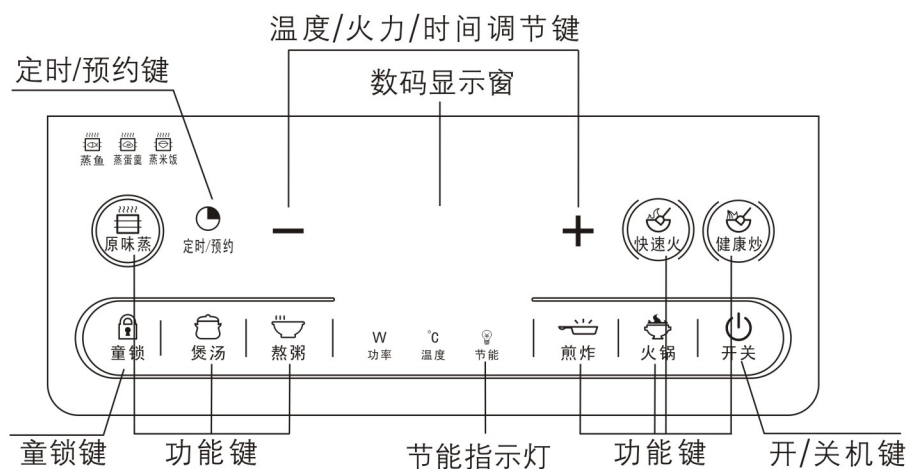 温度/火力/时间调节键
定时/预约键
数码显示窗
蒸鱼 蒸蛋羹 蒸米饭
原味蒸
定时/预约
快速火
健康炒
童锁
煲汤
熬粥
W
功率
℃
温度
节能
煎炸
火锅
开关
童锁键
功能键
节能指示灯
功能键
开/关机键